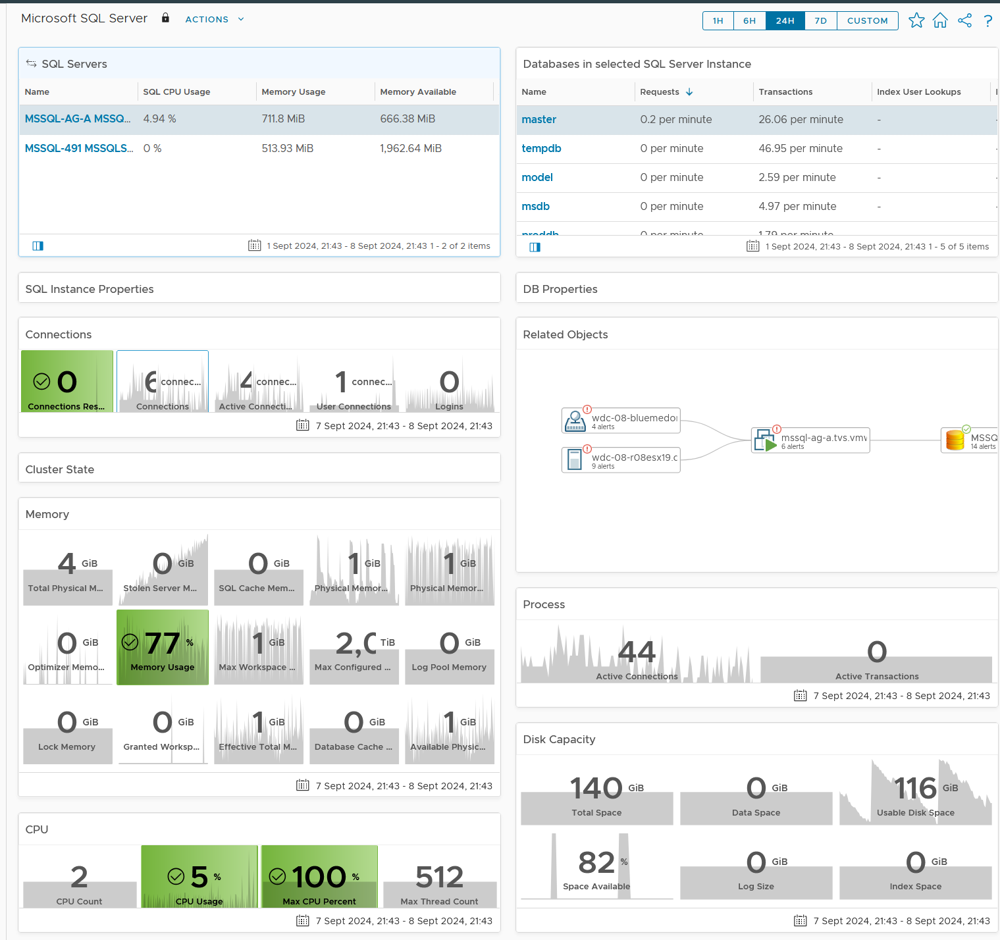 Microsoft SQL Server
ACTIONS
1H 6H 24H 7D CUSTOM
?
SQL Servers
Name SQL CPU Usage Memory Usage Memory Available
MSSQL-AG-A MSSQ... 4.94 % 711.8 MiB 666.38 MiB
MSSQL-491 MSSQLS... 0 % 513.93 MiB 1,962.64 MiB
1 Sept 2024, 21:43 - 8 Sept 2024, 21:43 1 - 2 of 2 items
Databases in selected SQL Server Instance
Name Requests Transactions Index User Lookups
master 0.2 per minute 26.06 per minute -
tempdb 0 per minute 46.95 per minute -
model 0 per minute 2.59 per minute -
msdb 0 per minute 4.97 per minute -
proddb 0 per minute 1.79 per minute
1 Sept 2024, 21:43 - 8 Sept 2024, 21:43 1 - 5 of 5 items
SQL Instance Properties
DB Properties
Connections
0
Connections Res...
6 connec...
Connections
4 connec...
Active Connecti...
1 connec...
User Connections
0
Logins
7 Sept 2024, 21:43 - 8 Sept 2024, 21:43
Related Objects
wdc-08-bluemedo
4 alerts
wdc-08-r08esx19.c
9 alerts
mssql-ag-a.tvs.vmw
6 alerts
MSSQ
14 alerts
Cluster State
Memory
4 GiB
Total Physical M...
0 GiB
Stolen Server M...
0 GiB
SQL Cache Mem...
1 GiB
Physical Memor...
1 GiB
Physical Memor...
0 GiB
Optimizer Memo...
77 %
Memory Usage
1 GiB
Max Workspace ...
2,0 TiB
Max Configured ...
0 GiB
Log Pool Memory
0 GiB
Lock Memory
0 GiB
Granted Worksp...
1 GiB
Effective Total M...
0 GiB
Database Cache ...
1 GiB
Available Physic...
7 Sept 2024, 21:43 - 8 Sept 2024, 21:43
Process
44
Active Connections
0
Active Transactions
7 Sept 2024, 21:43 - 8 Sept 2024, 21:43
CPU
2
CPU Count
5 %
CPU Usage
100 %
Max CPU Percent
512
Max Thread Count
7 Sept 2024, 21:43 - 8 Sept 2024, 21:43
Disk Capacity
140 GiB
Total Space
0 GiB
Data Space
116 GiB
Usable Disk Space
82 %
Space Available
0 GiB
Log Size
0 GiB
Index Space
7 Sept 2024, 21:43 - 8 Sept 2024, 21:43